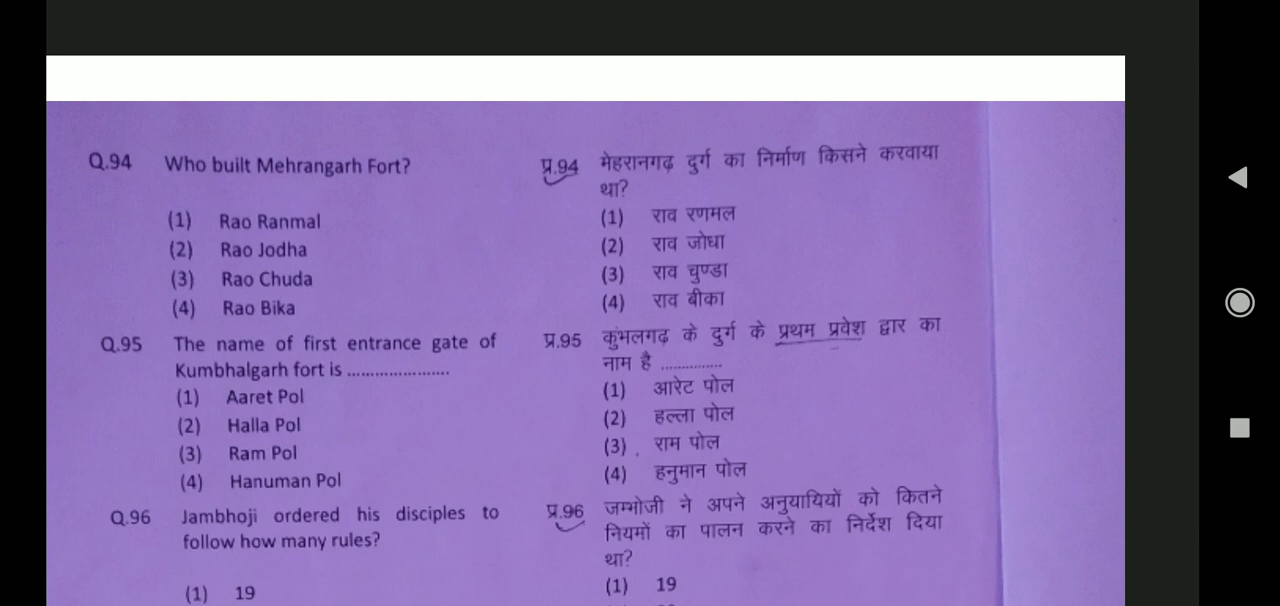 Q.94 Who built Mehrangarh Fort?
(1) Rao Ranmal
(2) Rao Jodha
(3) Rao Chuda
(4) Rao Bika
Q.95 The name of first entrance gate of
Kumbhalgarh fort is ......................
(1) Aaret Pol
(2) Halla Pol
(3) Ram Pol
(4) Hanuman Pol
Q.96 Jambhoji ordered his disciples to
follow how many rules?
(1) 19
प्र.94 मेहरानगढ़ दुर्ग का निर्माण किसने करवाया
था?
(1) राव रणमल
(2) राव जोधा
(3) राव चुण्डा
(4) राव बीका
प्र.95 कुंभलगढ़ के दुर्ग के प्रथम प्रवेश द्वार का
नाम है ..............
(1) आरेट पोल
(2) हल्ला पोल
(3) राम पोल
(4) हनुमान पोल
प्र.96 जम्भोजी ने अपने अनुयायियों को कितने
नियमों का पालन करने का निर्देश दिया
था?
(1) 19